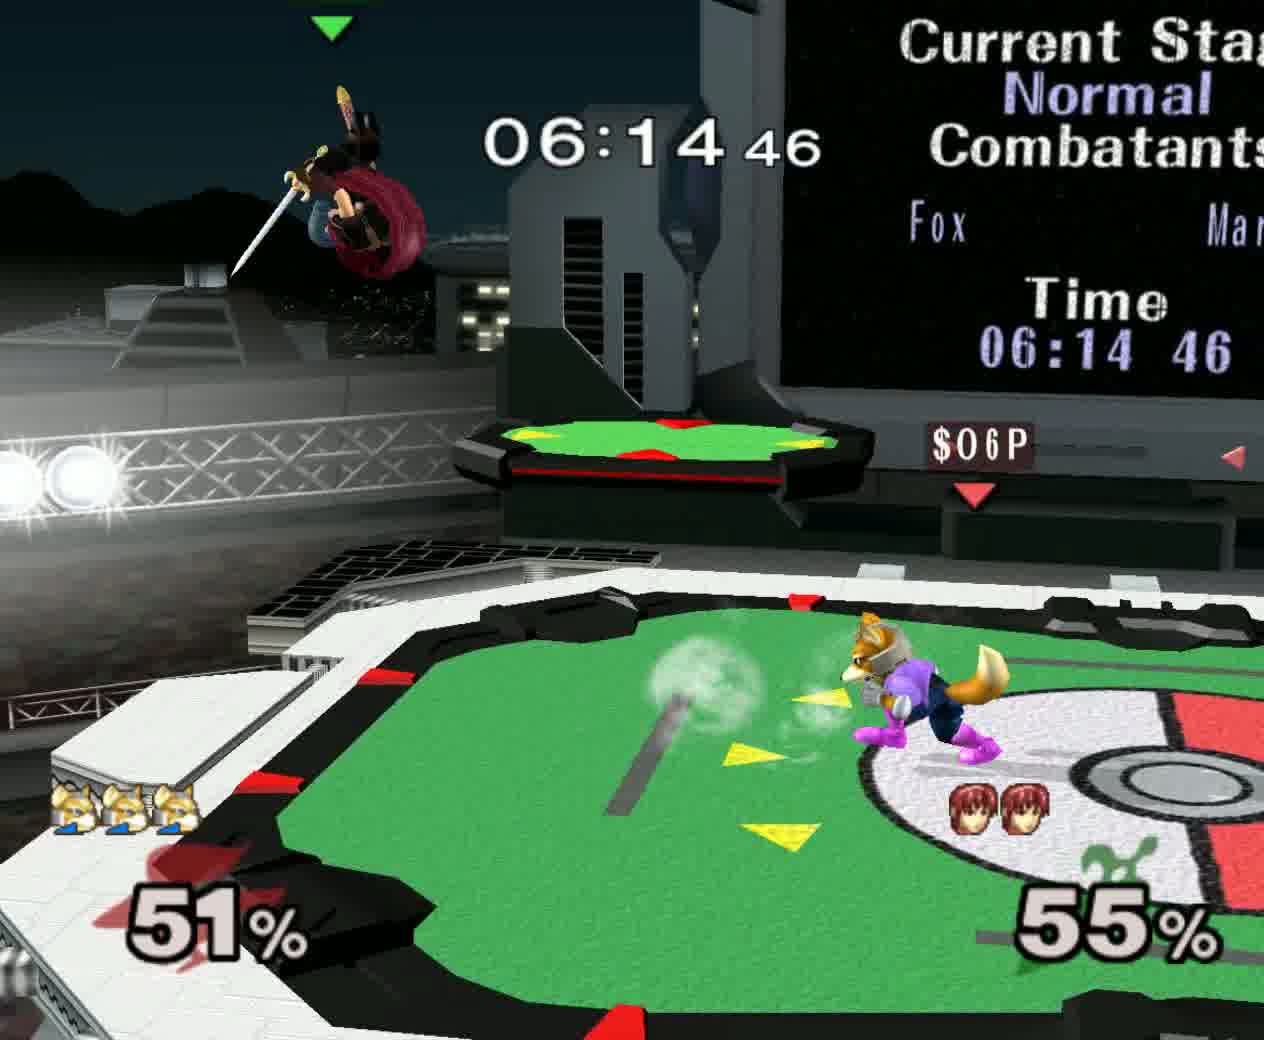 Current Stag
Normal
06:14 46
Combatants
Fox Mar
Time
06:14 46
$06P
51%
55%